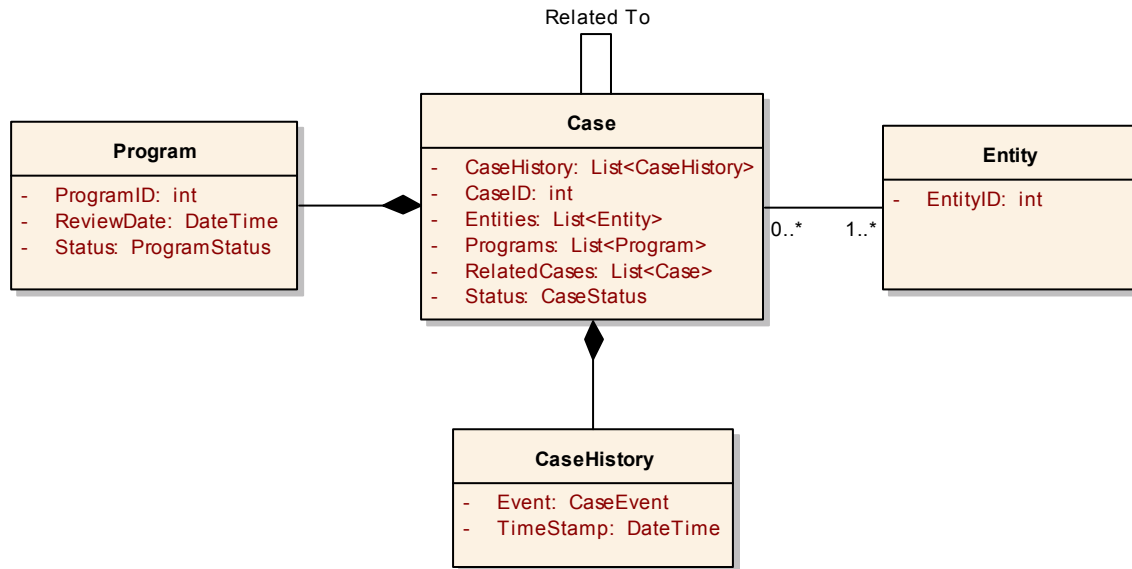 Related To
Program
- ProgramID: int
- ReviewDate: DateTime
- Status: ProgramStatus
Case
- CaseHistory: List<CaseHistory>
- CaseID: int
- Entities: List<Entity>
- Programs: List<Program>
- RelatedCases: List<Case>
- Status: CaseStatus
Entity
- EntityID: int
0..* 1..*
CaseHistory
- Event: CaseEvent
- TimeStamp: DateTime